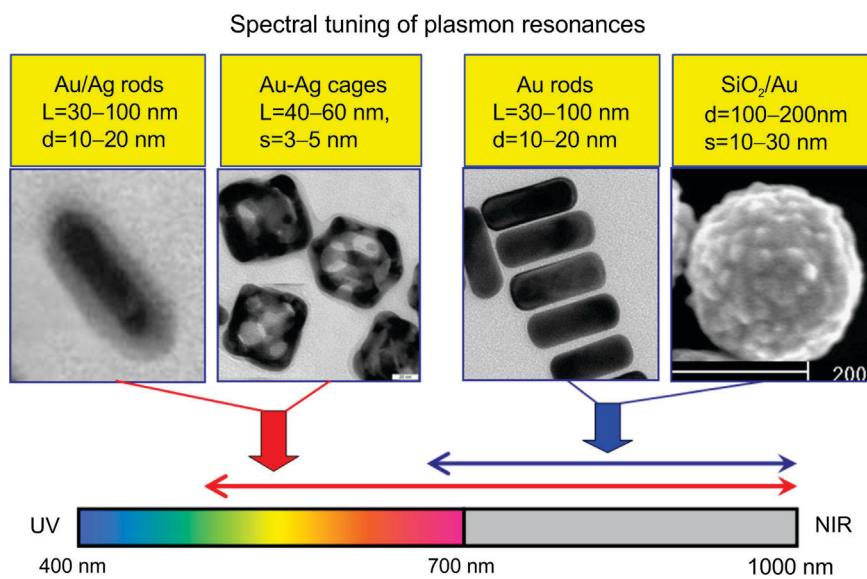 Spectral tuning of plasmon resonances
Au/Ag rods
L=30–100 nm
d=10–20 nm
Au-Ag cages
L=40–60 nm,
s=3–5 nm
Au rods
L=30–100 nm
d=10–20 nm
SiO₂/Au
d=100–200nm
s=10–30 nm
200
UV
NIR
400 nm
700 nm
1000 nm